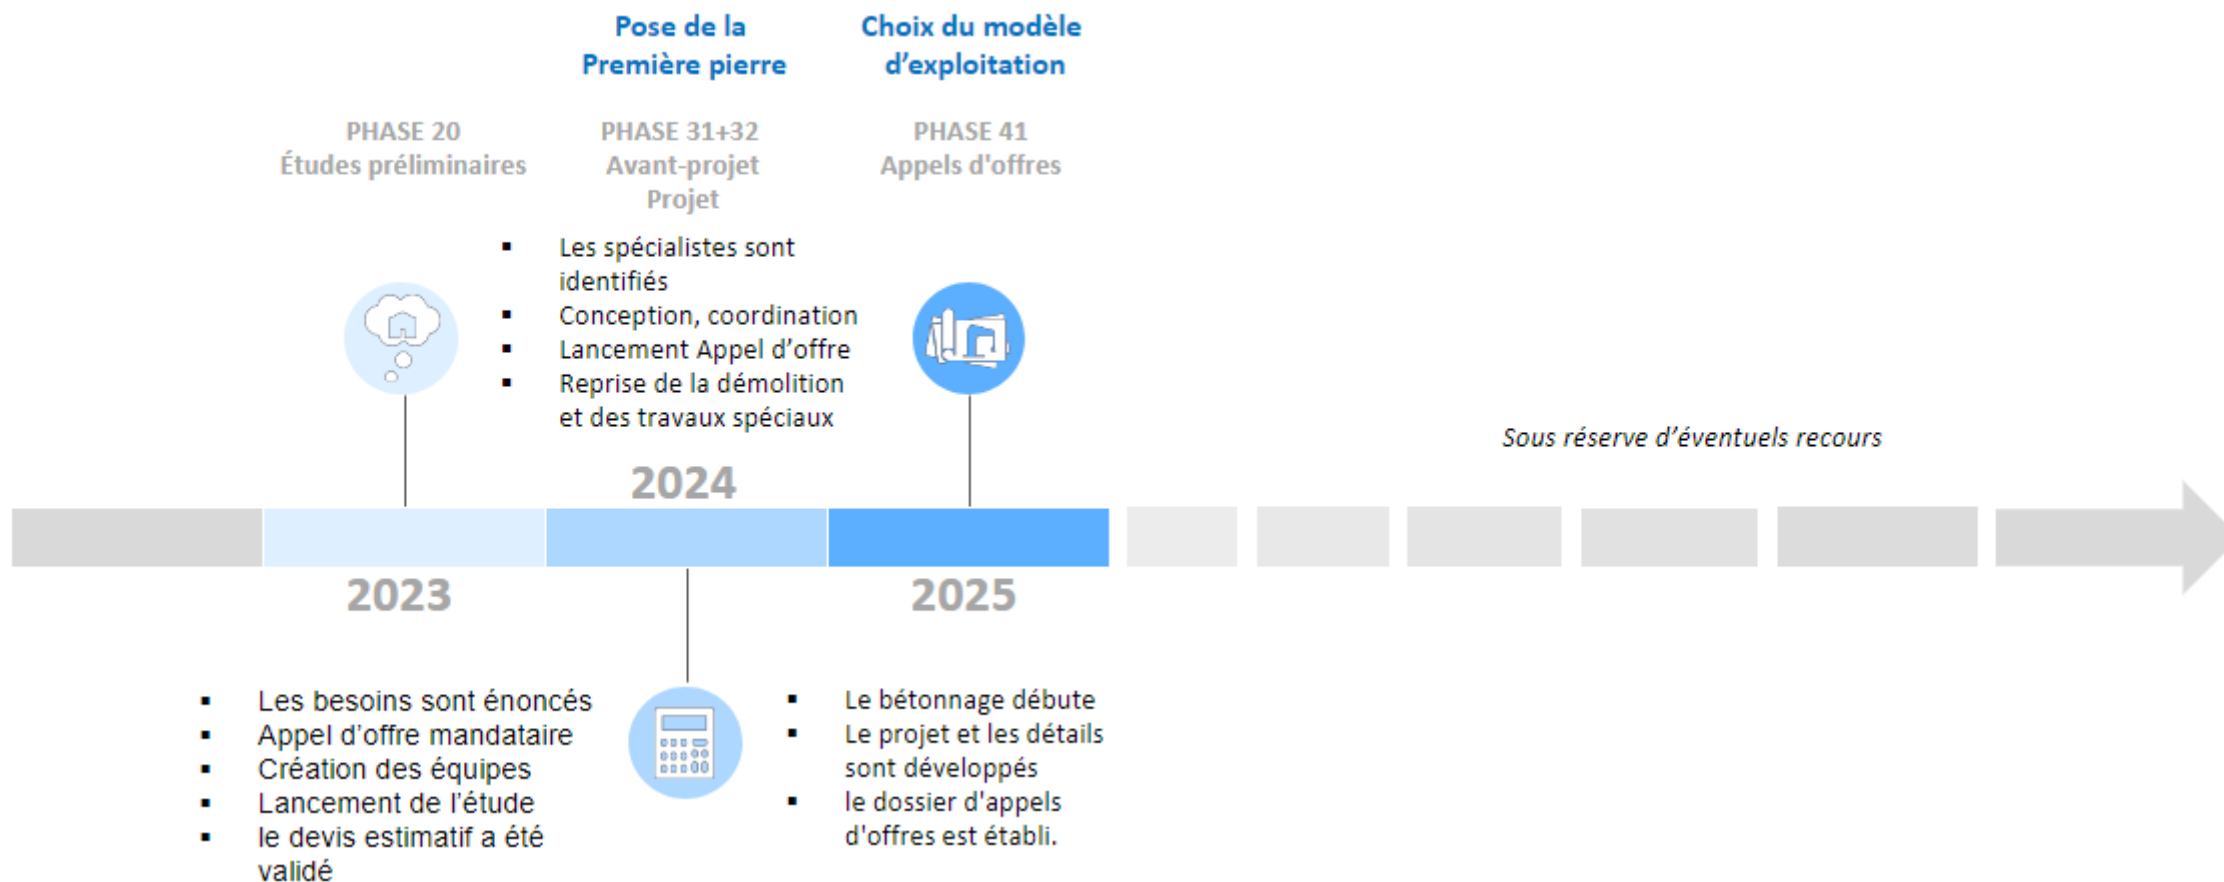 Pose de la
Première pierre
Choix du modèle
d’exploitation
PHASE 20
Études préliminaires
PHASE 31+32
Avant-projet
Projet
PHASE 41
Appels d'offres
▪ Les spécialistes sont
identifiés
▪ Conception, coordination
▪ Lancement Appel d’offre
▪ Reprise de la démolition
et des travaux spéciaux
Sous réserve d’éventuels recours
2024
2023
2025
▪ Les besoins sont énoncés
▪ Appel d’offre mandataire
▪ Création des équipes
▪ Lancement de l’étude
▪ le devis estimatif a été
validé
▪ Le bétonnage débute
▪ Le projet et les détails
sont développés
▪ le dossier d'appels
d'offres est établi.